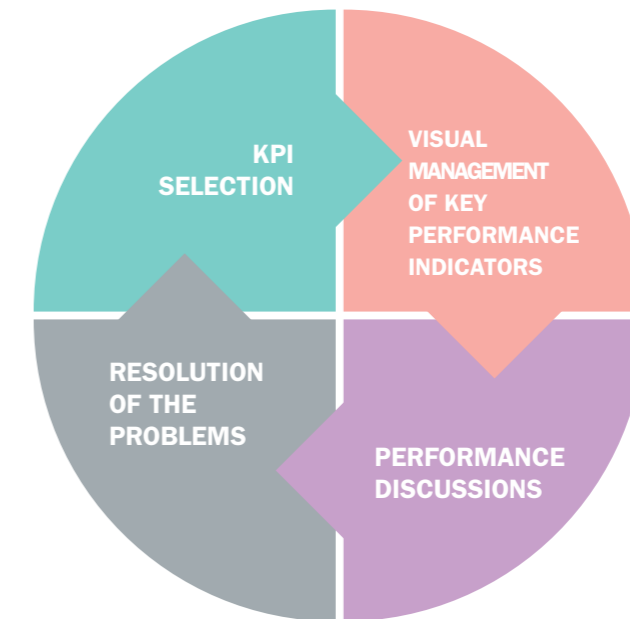 KPI
SELECTION
VISUAL
MANAGEMENT
OF KEY
PERFORMANCE
INDICATORS
PERFORMANCE
DISCUSSIONS
RESOLUTION
OF THE
PROBLEMS